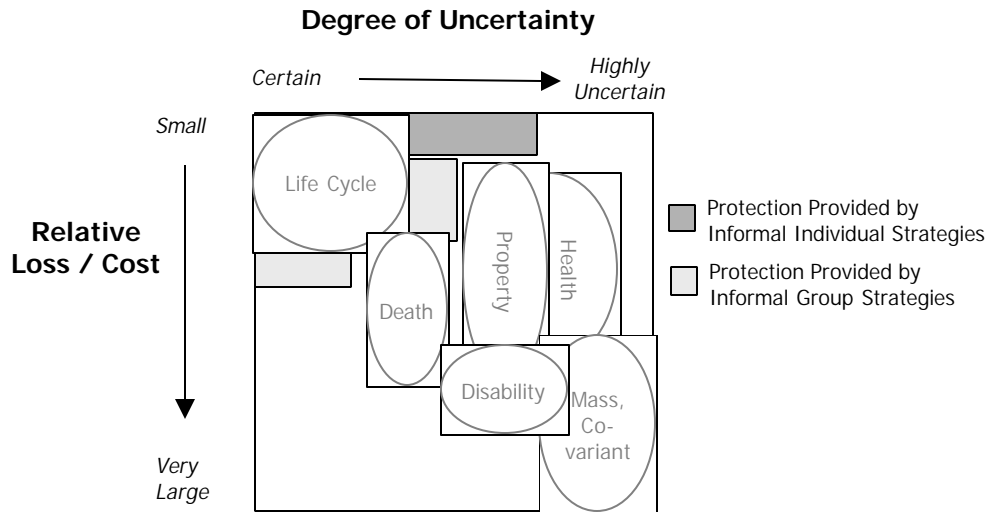 Degree of Uncertainty
Certain
Highly
Uncertain
Small
Life Cycle
Relative
Loss / Cost
Property
Health
Death
Disability
Mass,
Co-
variant
Very
Large
Protection Provided by
Informal Individual Strategies
Protection Provided by
Informal Group Strategies